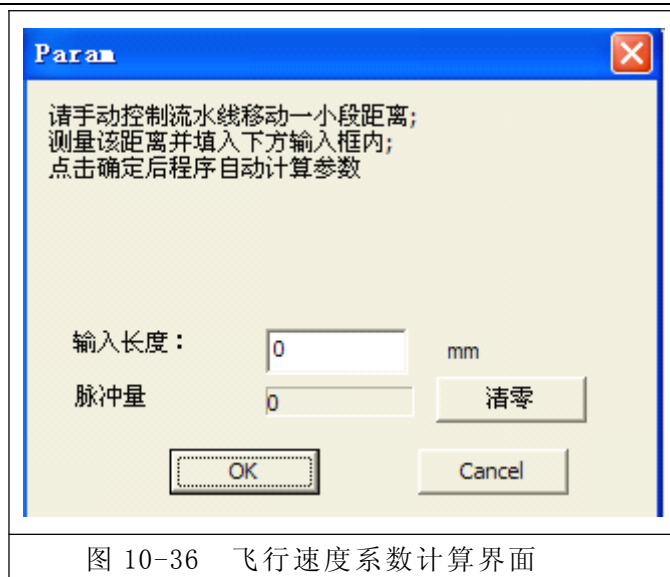 Param
请手动控制流水线移动一小段距离;
测量该距离并填入下方输入框内;
点击确定后程序自动计算参数
输入长度： 0 mm
脉冲量 0 清零
OK Cancel
图 10-36 飞行速度系数计算界面